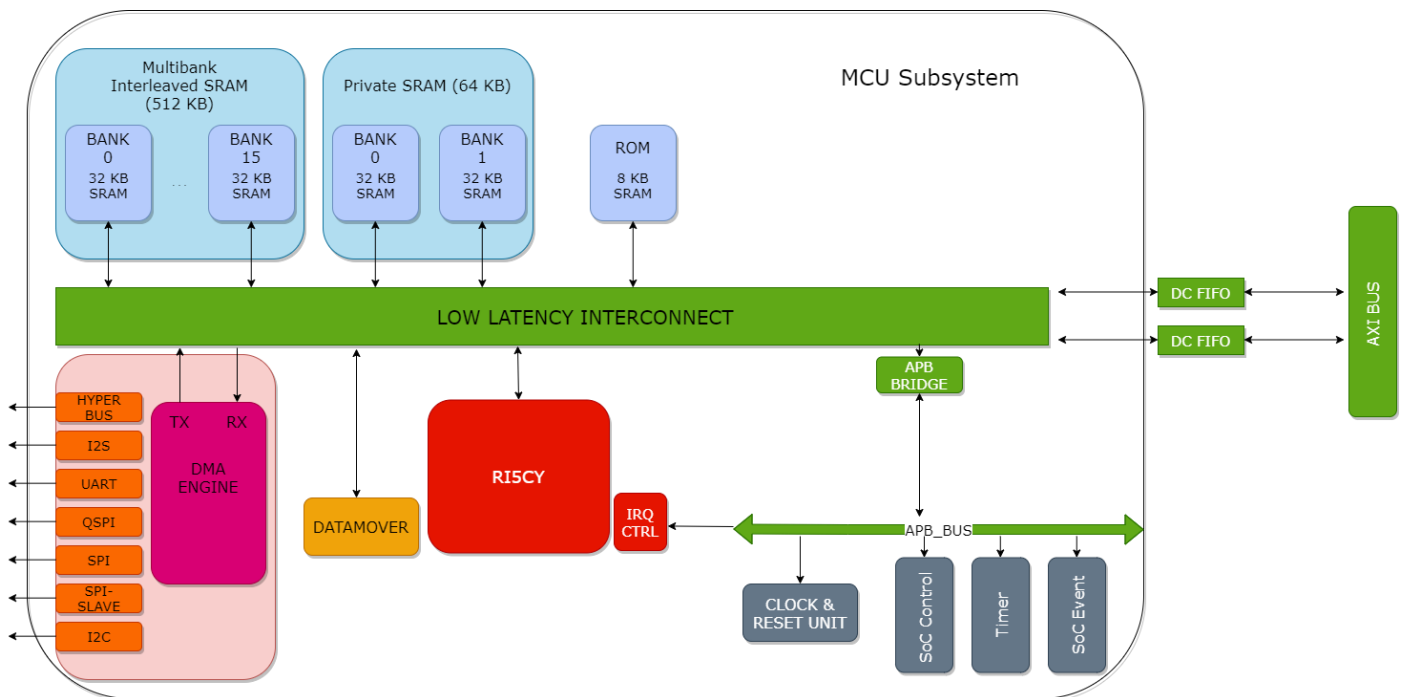 Multibank
Interleaved SRAM
(512 KB)
BANK
0
32 KB
SRAM
...
BANK
15
32 KB
SRAM
Private SRAM (64 KB)
BANK
0
32 KB
SRAM
BANK
1
32 KB
SRAM
ROM
8 KB
SRAM
MCU Subsystem
LOW LATENCY INTERCONNECT
DC FIFO
DC FIFO
AXI BUS
HYPER
BUS
I2S
UART
QSPI
SPI
SPI-
SLAVE
I2C
TX
RX
DMA
ENGINE
DATAMOVER
RI5CY
IRQ
CTRL
APB
BRIDGE
APB_BUS
CLOCK &
RESET UNIT
SoC Control
Timer
SoC Event